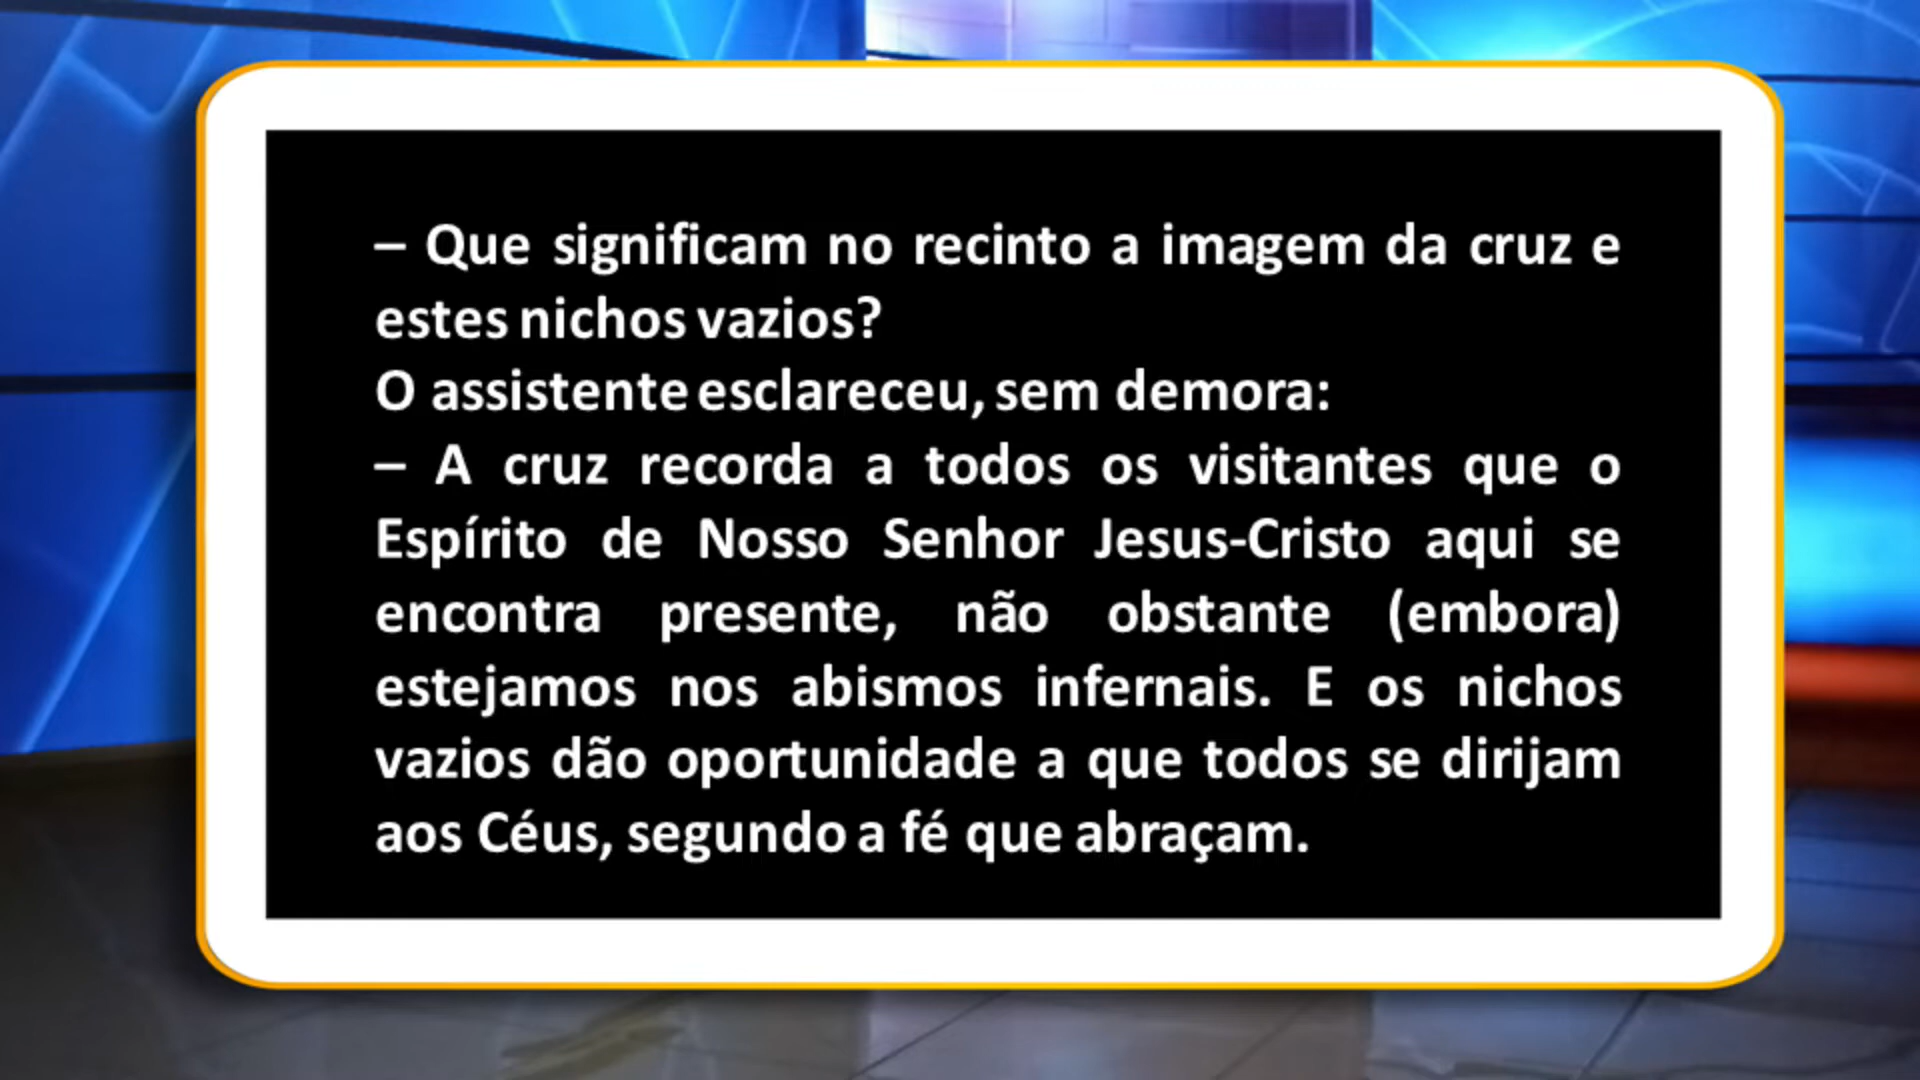 – Que significam no recinto a imagem da cruz e
estes nichos vazios?
O assistente esclareceu, sem demora:
– A cruz recorda a todos os visitantes que o
Espírito de Nosso Senhor Jesus-Cristo aqui se
encontra presente, não obstante (embora)
estejamos nos abismos infernais. E os nichos
vazios dão oportunidade a que todos se dirijam
aos Céus, segundo a fé que abraçam.